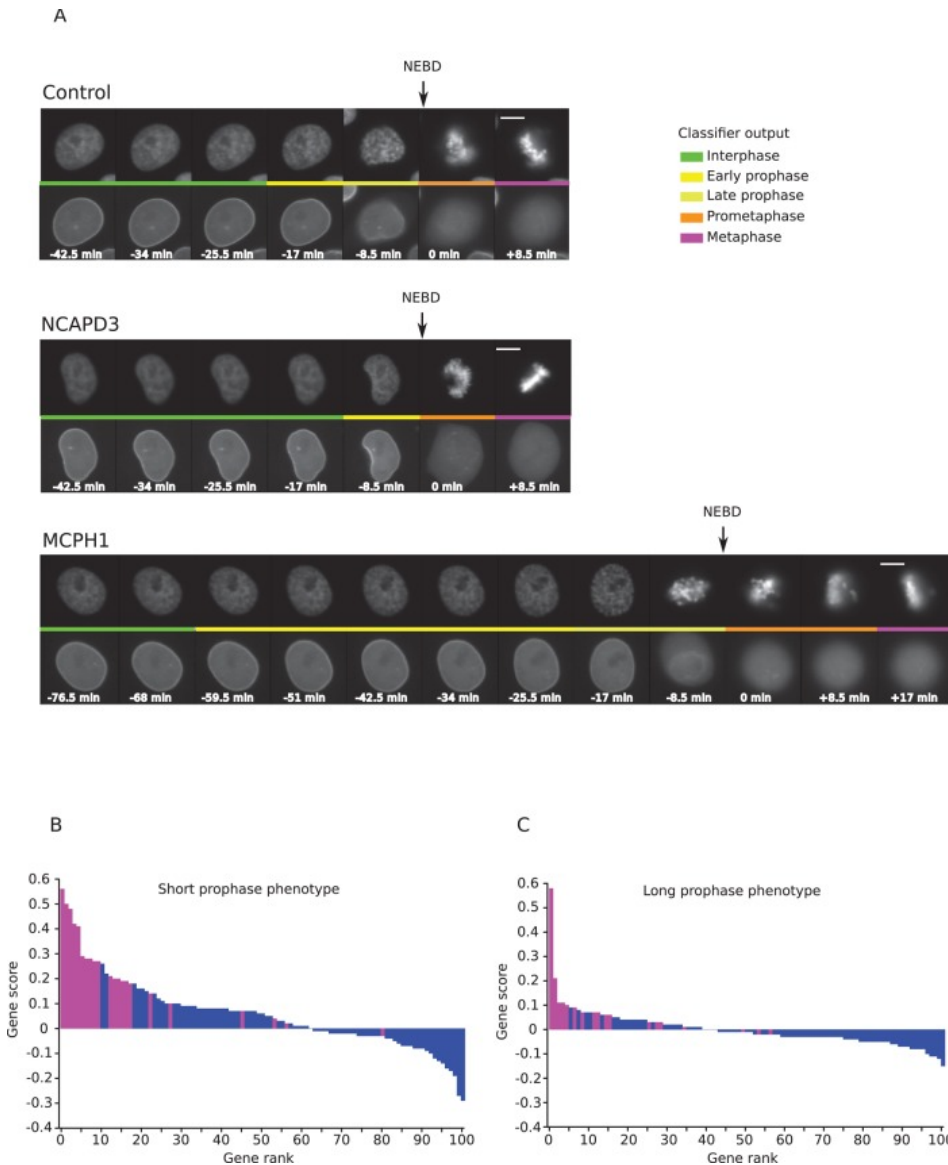 A
NEBD
Control
Classifier output
Interphase
Early prophase
Late prophase
Prometaphase
Metaphase
-42.5 min -34 min -25.5 min -17 min -8.5 min 0 min +8.5 min
NEBD
NCAPD3
-42.5 min -34 min -25.5 min -17 min -8.5 min 0 min +8.5 min
NEBD
MCPH1
-76.5 min -68 min -59.5 min -51 min -42.5 min -34 min -25.5 min -17 min -8.5 min 0 min +8.5 min +17 min
B
Short prophase phenotype
Gene score
0.6
0.5
0.4
0.3
0.2
0.1
0
-0.1
-0.2
-0.3
-0.4
0 10 20 30 40 50 60 70 80 90 100
Gene rank
C
Long prophase phenotype
Gene score
0.6
0.5
0.4
0.3
0.2
0.1
0
-0.1
-0.2
-0.3
-0.4
0 10 20 30 40 50 60 70 80 90 100
Gene rank